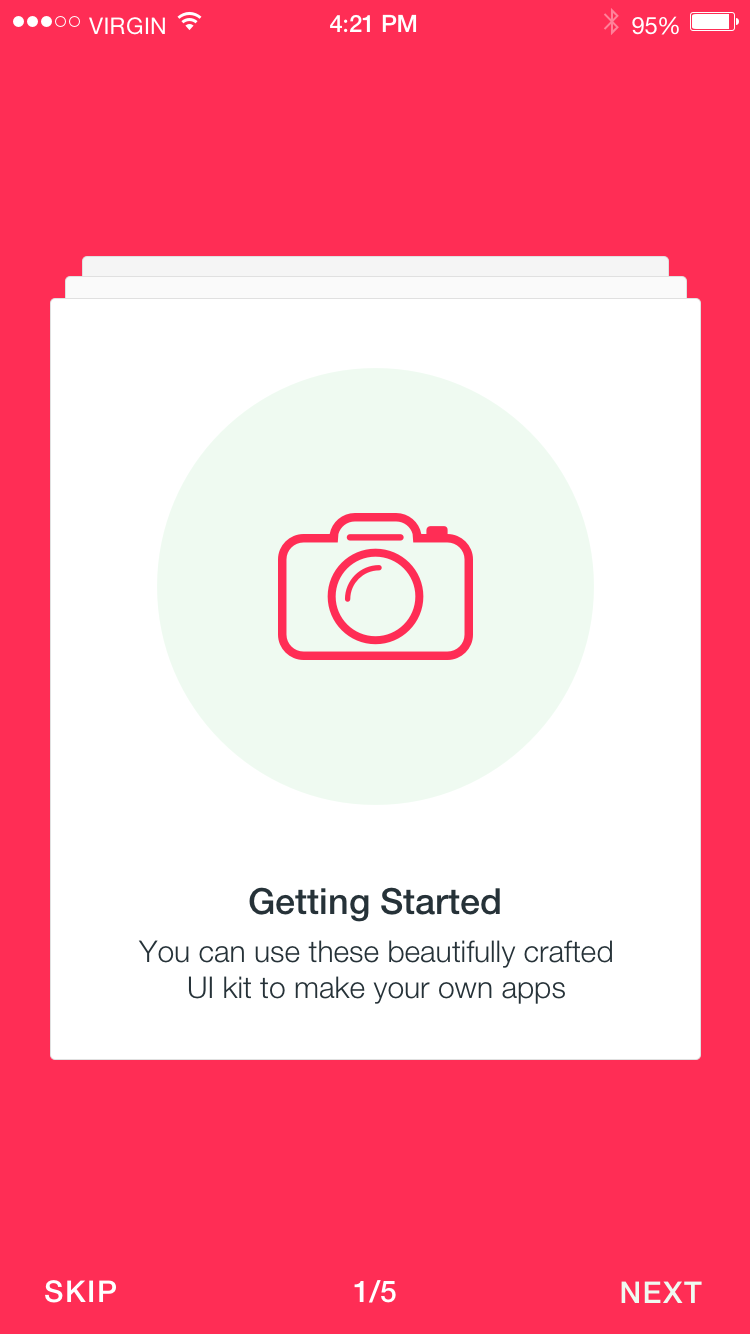 VIRGIN 4:21 PM 95%
Getting Started
You can use these beautifully crafted
UI kit to make your own apps
SKIP 1/5 NEXT